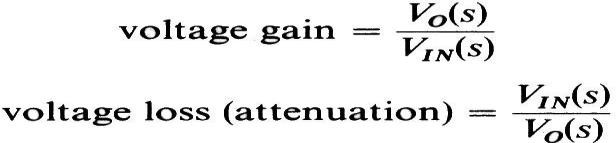 voltage gain = V_O(s) / V_IN(s)
voltage loss (attenuation) = V_IN(s) / V_O(s)